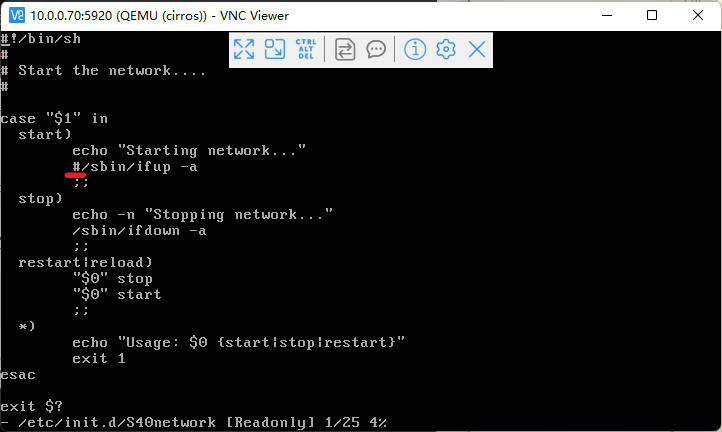 10.0.0.70:5920 (QEMU (cirros)) - VNC Viewer
CTRL
ALT
DEL
#!/bin/sh
#
# Start the network....
#
case "$1" in
  start)
        echo "Starting network..."
        #/sbin/ifup -a
        ;;
  stop)
        echo -n "Stopping network..."
        /sbin/ifdown -a
        ;;
  restart|reload)
        "$0" stop
        "$0" start
        ;;
  *)
        echo "Usage: $0 {start|stop|restart}"
        exit 1
esac
exit $?
- /etc/init.d/S40network [Readonly] 1/25 4%